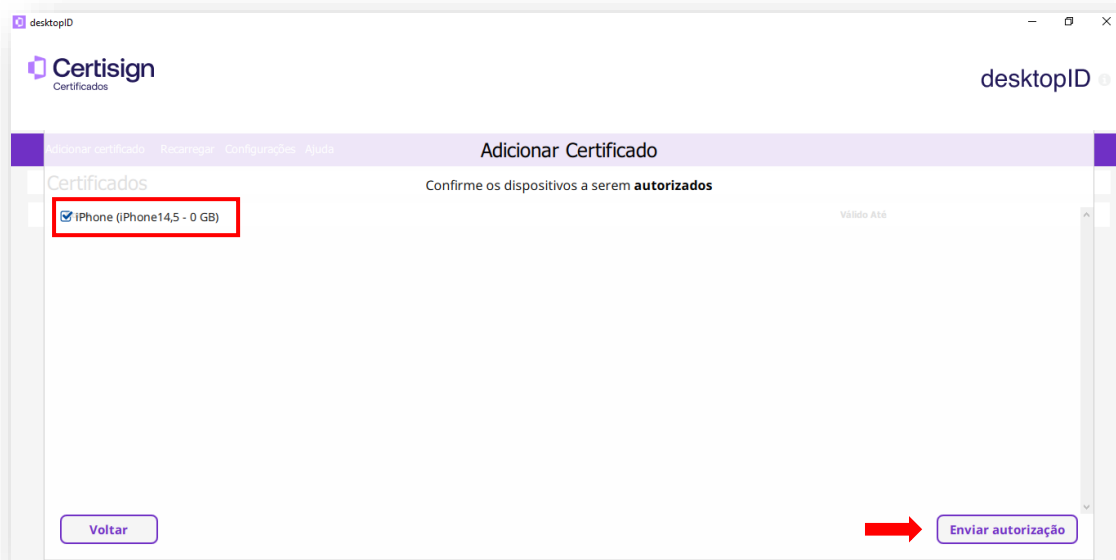 desktopID
Certisign
Certificados
desktopID
Adicionar certificado Recarregar Configurações Ajuda
Adicionar Certificado
Certificados
Confirme os dispositivos a serem autorizados
iPhone (iPhone14,5 - 0 GB)
Válido Até
Voltar
Enviar autorização